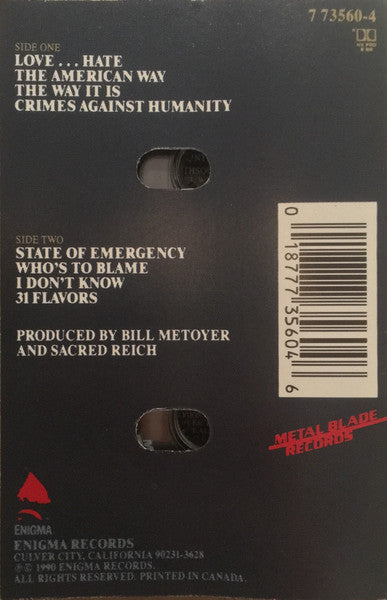 7 73560-4
SIDE ONE
LOVE . . . HATE
THE AMERICAN WAY
THE WAY IT IS
CRIMES AGAINST HUMANITY
SIDE TWO
STATE OF EMERGENCY
WHO'S TO BLAME
I DON'T KNOW
31 FLAVORS
PRODUCED BY BILL METOYER
AND SACRED REICH
0 18777 35604 6
METAL BLADE
RECORDS
ENIGMA
ENIGMA RECORDS
CULVER CITY, CALIFORNIA 90231-3628
℗© 1990 ENIGMA RECORDS.
ALL RIGHTS RESERVED. PRINTED IN CANADA.